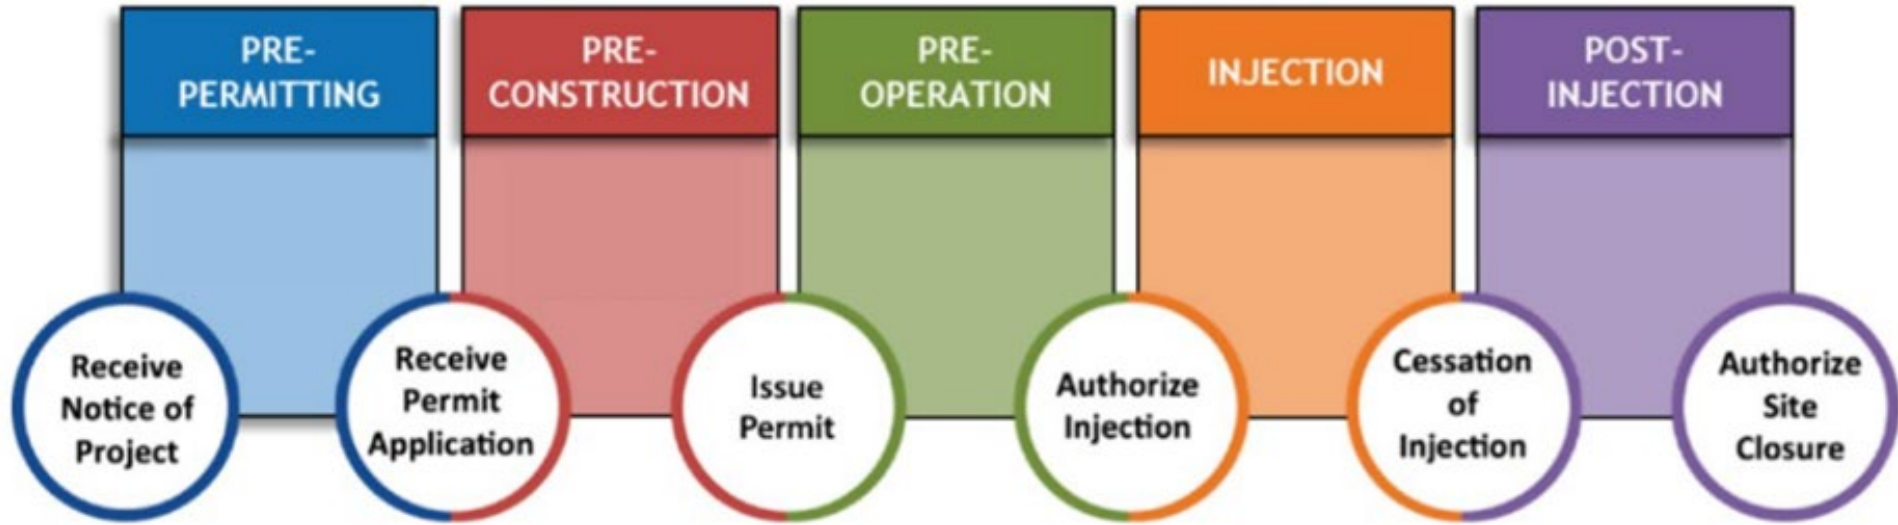 PRE-
PERMITTING
PRE-
CONSTRUCTION
PRE-
OPERATION
INJECTION
POST-
INJECTION
Receive
Notice of
Project
Receive
Permit
Application
Issue
Permit
Authorize
Injection
Cessation
of
Injection
Authorize
Site
Closure